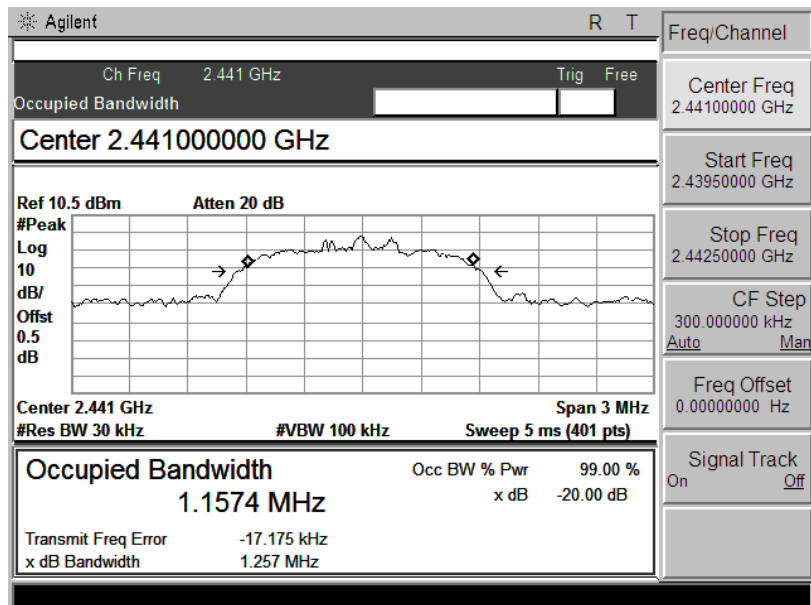 Agilent R T
Ch Freq 2.441 GHz Trig Free
Occupied Bandwidth
Center 2.441000000 GHz
Ref 10.5 dBm Atten 20 dB
#Peak
Log
10
dB/
Offst
0.5
dB
Center 2.441 GHz Span 3 MHz
#Res BW 30 kHz #VBW 100 kHz Sweep 5 ms (401 pts)
Occupied Bandwidth Occ BW % Pwr 99.00 %
1.1574 MHz x dB -20.00 dB
Transmit Freq Error -17.175 kHz
x dB Bandwidth 1.257 MHz
Freq/Channel
Center Freq
2.44100000 GHz
Start Freq
2.43950000 GHz
Stop Freq
2.44250000 GHz
CF Step
300.000000 kHz
Auto Man
Freq Offset
0.00000000 Hz
Signal Track
On Off